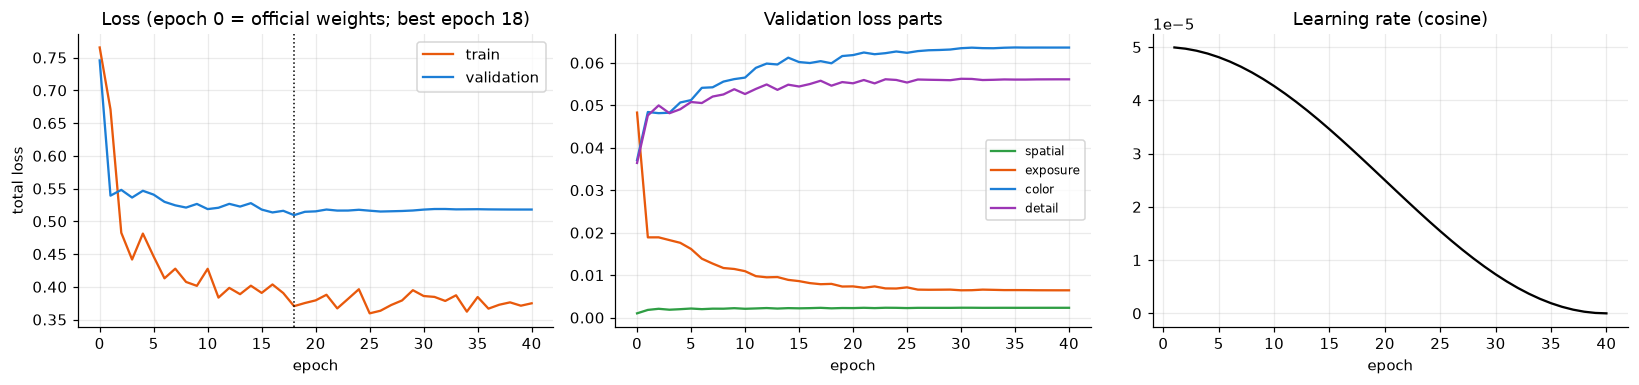 Loss (epoch 0 = official weights; best epoch 18)
total loss
0.75
0.70
0.65
0.60
0.55
0.50
0.45
0.40
0.35
train
validation
0 5 10 15 20 25 30 35 40
epoch
Validation loss parts
0.06
0.05
0.04
0.03
0.02
0.01
0.00
spatial
exposure
color
detail
0 5 10 15 20 25 30 35 40
epoch
Learning rate (cosine)
1e−5
5
4
3
2
1
0
0 5 10 15 20 25 30 35 40
epoch